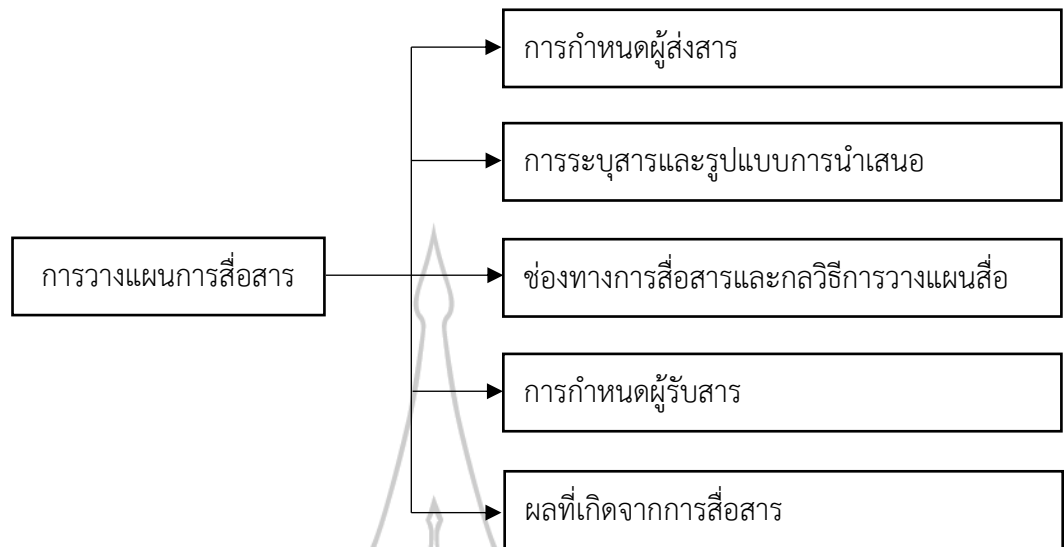 การกำหนดผู้ส่งสาร
การระบุสารและรูปแบบการนำเสนอ
การวางแผนการสื่อสาร
ช่องทางการสื่อสารและกลวิธีการวางแผนสื่อ
การกำหนดผู้รับสาร
ผลที่เกิดจากการสื่อสาร